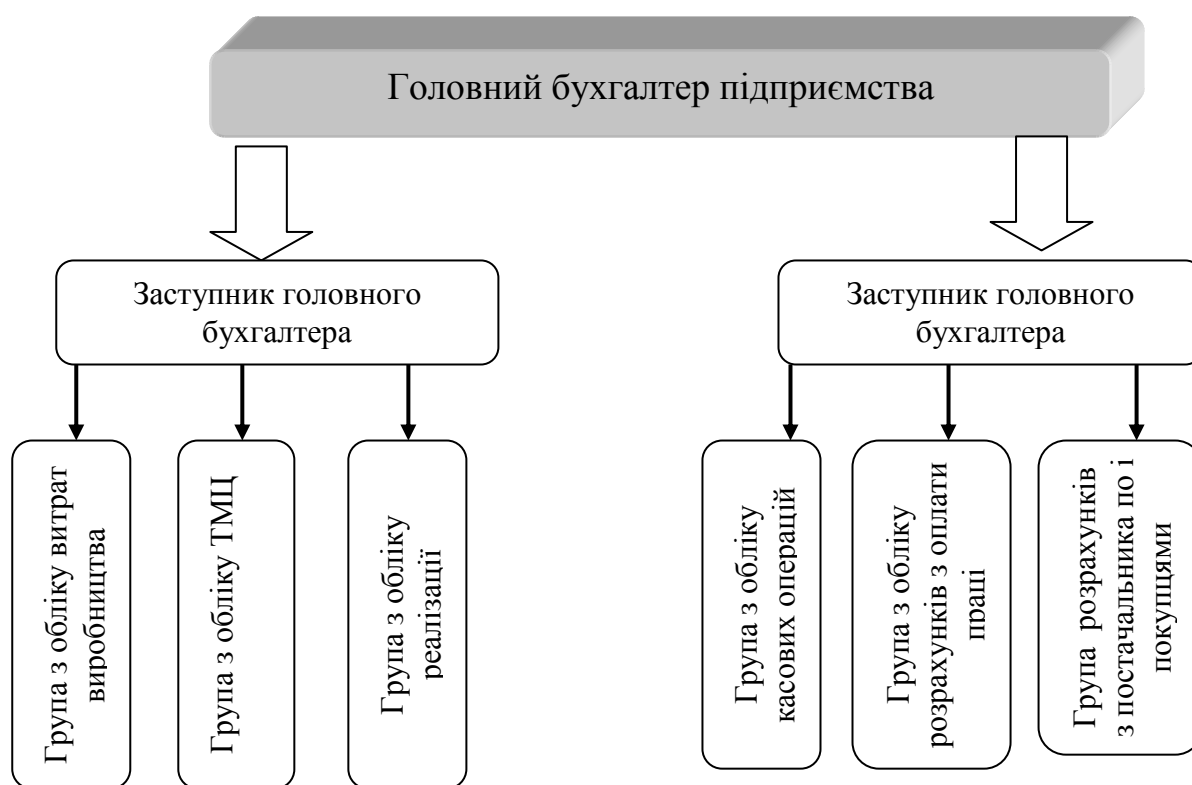 Головний бухгалтер підприємства
Заступник головного
бухгалтера
Заступник головного
бухгалтера
Група з обліку витрат
виробництва
Група з обліку ТМЦ
Група з обліку
реалізації
Група з обліку
касових операцій
Група з обліку
розрахунків з оплати
праці
Група розрахунків
з постачальника по і
покупцями